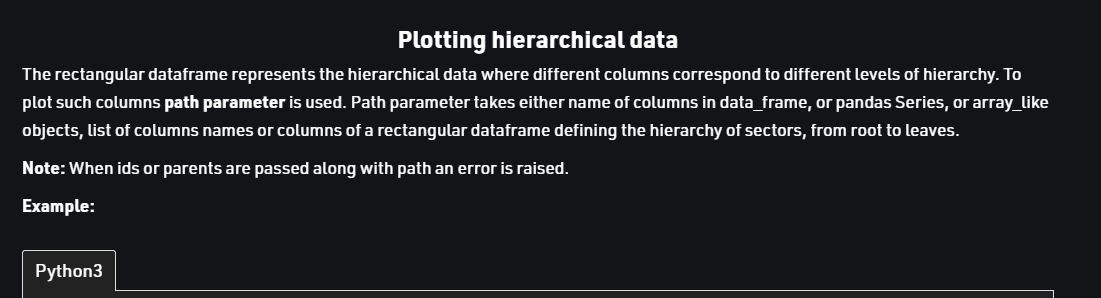 Plotting hierarchical data
The rectangular dataframe represents the hierarchical data where different columns correspond to different levels of hierarchy. To
plot such columns path parameter is used. Path parameter takes either name of columns in data_frame, or pandas Series, or array_like
objects, list of columns names or columns of a rectangular dataframe defining the hierarchy of sectors, from root to leaves.
Note: When ids or parents are passed along with path an error is raised.
Example:
Python3